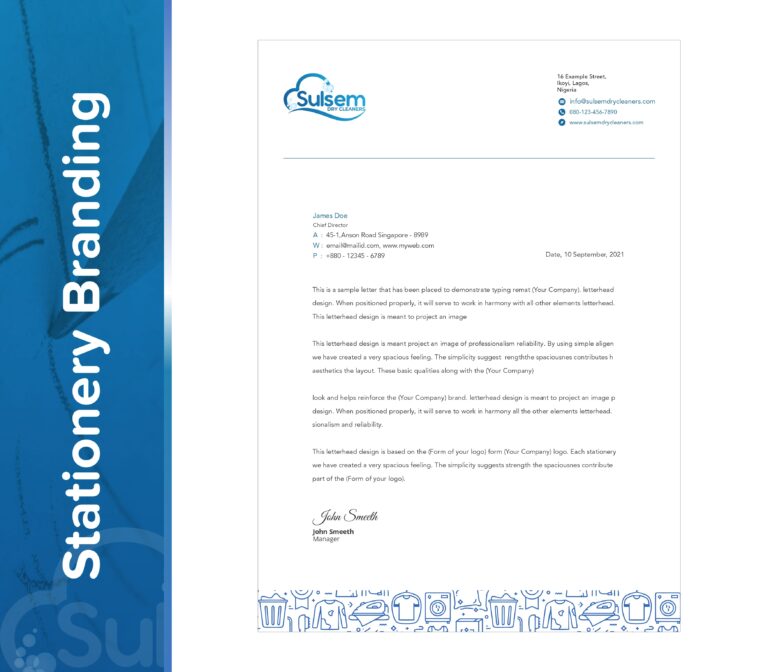 Stationery Branding
Sulsem
DRY CLEANERS
16 Example Street,
Ikoyi, Lagos,
Nigeria
info@sulsemdrycleaners.com
080-123-456-7890
www.sulsemdrycleaners.com
James Doe
Chief Director
A : 45-1,Anson Road Singapore - 8989
W : email@mailid.com, www.myweb.com
P : +880 - 12345 - 6789
Date, 10 September, 2021
This is a sample letter that has been placed to demonstrate typing remat (Your Company). letterhead
design. When positioned properly, it will serve to work in harmony with all other elements letterhead.
This letterhead design is meant to project an image
This letterhead design is meant project an image of professionalism reliability. By using simple aligen
we have created a very spacious feeling. The simplicity suggest rengththe spaciousnes contributes h
aesthetics the layout. These basic qualities along with the (Your Company)
look and helps reinforce the (Your Company) brand. letterhead design is meant to project an image p
design. When positioned properly, it will serve to work in harmony all the other elements letterhead.
sionalism and reliability.
This letterhead design is based on the (Form of your logo) form (Your Company) logo. Each stationery
we have created a very spacious feeling. The simplicity suggests strength the spaciousnes contribute
part of the (Form of your logo).
John Smeeth
John Smeeth
Manager
Sul